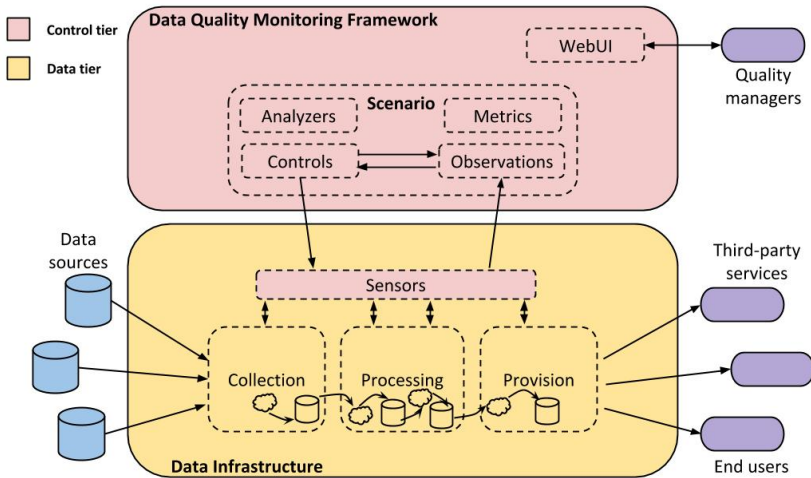 Data Quality Monitoring Framework
Control tier
Data tier
WebUI
Quality
managers
Scenario
Analyzers
Metrics
Controls
Observations
Data
sources
Third-party
services
Sensors
Collection
Processing
Provision
Data Infrastructure
End users